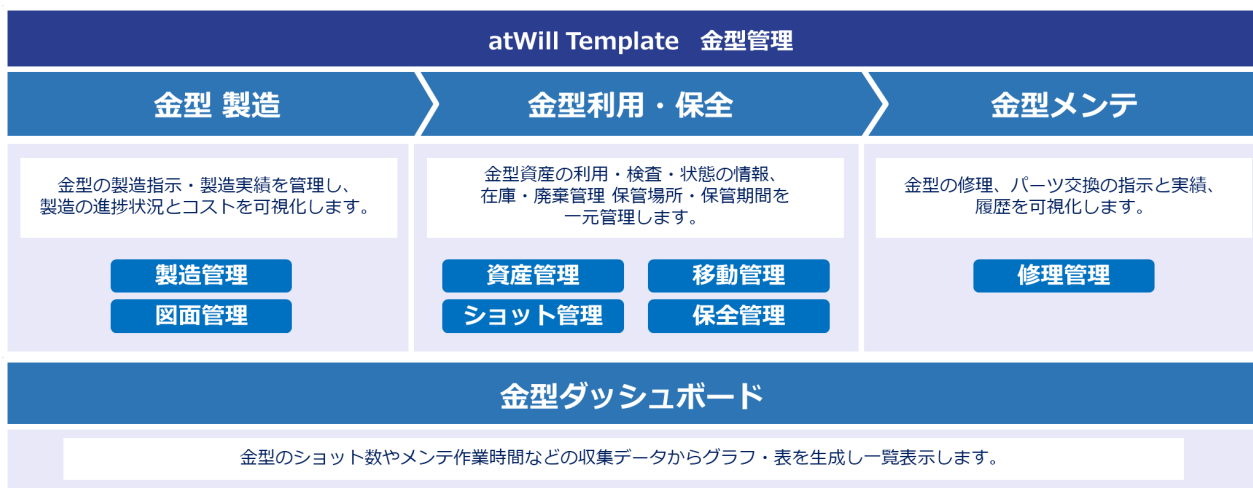 atWill Template 金型管理
金型 製造
金型利用・保全
金型メンテ
金型の製造指示・製造実績を管理し、
製造の進捗状況とコストを可視化します。
製造管理
図面管理
金型資産の利用・検査・状態の情報、
在庫・廃棄管理 保管場所・保管期間を
一元管理します。
資産管理
移動管理
ショット管理
保全管理
金型の修理、パーツ交換の指示と実績、
履歴を可視化します。
修理管理
金型ダッシュボード
金型のショット数やメンテ作業時間などの収集データからグラフ・表を生成し一覧表示します。